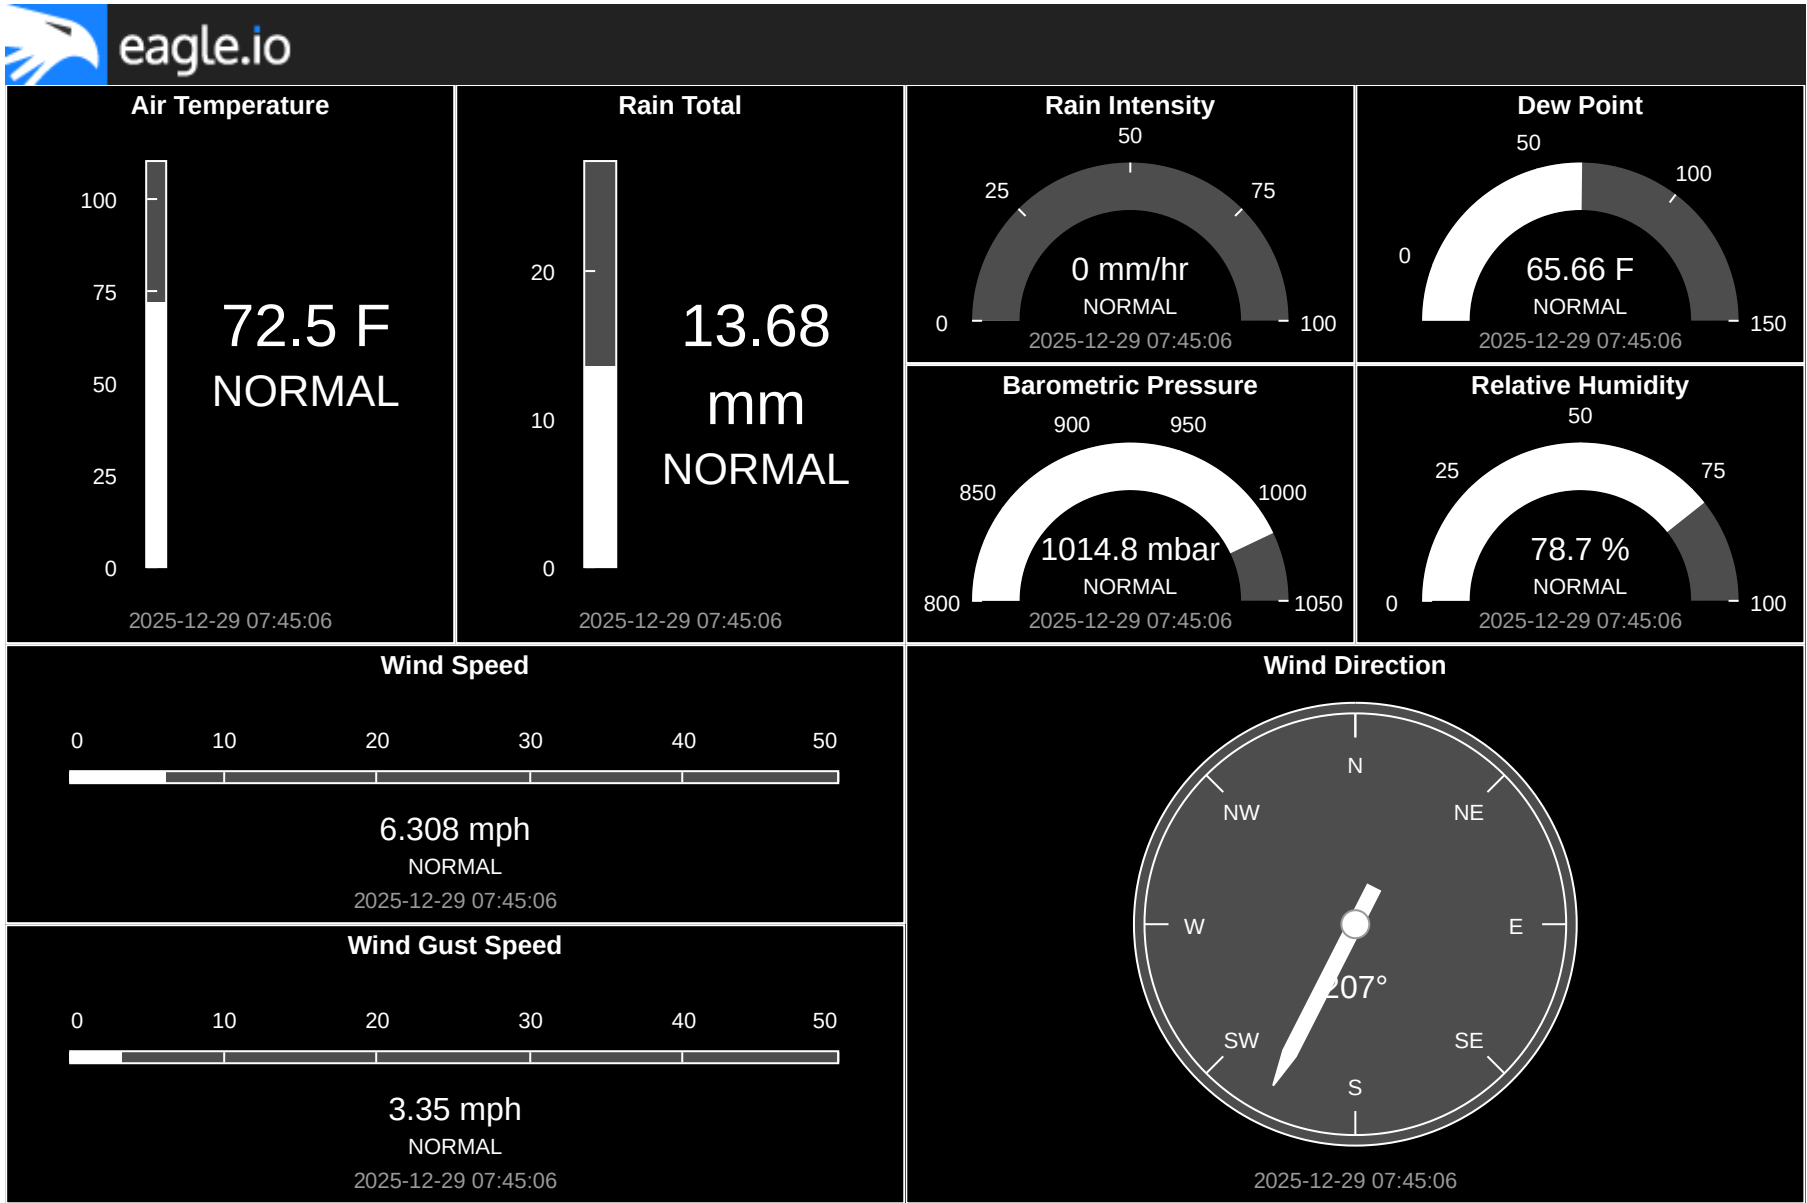 eagle.io
Air Temperature
100
75
50
25
0
72.5 F
NORMAL
2025-12-29 07:45:06
Rain Total
20
10
0
13.68
mm
NORMAL
2025-12-29 07:45:06
Rain Intensity
50
25
75
0
100
0 mm/hr
NORMAL
2025-12-29 07:45:06
Dew Point
50
100
0
150
65.66 F
NORMAL
2025-12-29 07:45:06
Barometric Pressure
900
950
850
1000
800
1050
1014.8 mbar
NORMAL
2025-12-29 07:45:06
Relative Humidity
50
25
75
0
100
78.7 %
NORMAL
2025-12-29 07:45:06
Wind Speed
0 10 20 30 40 50
6.308 mph
NORMAL
2025-12-29 07:45:06
Wind Gust Speed
0 10 20 30 40 50
3.35 mph
NORMAL
2025-12-29 07:45:06
Wind Direction
N
NW NE
W E
207°
SW SE
S
2025-12-29 07:45:06